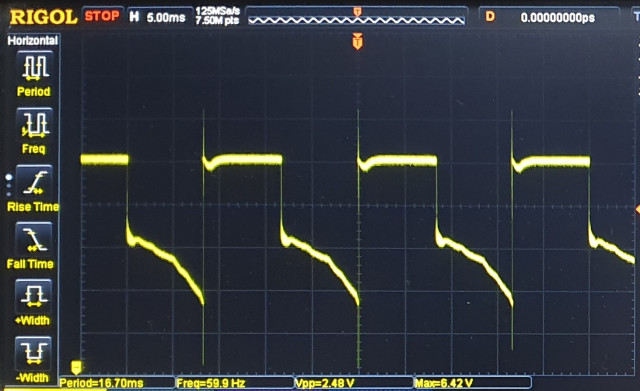 RIGOL STOP H 5.00ms 125MSa/s 7.50M pts D 0.00000000ps
T
Horizontal
T
Period
Freq
Rise Time
Fall Time
+Width
-Width
Period=16.70ms Freq=59.9 Hz Vpp=2.48 V Max=6.42 V